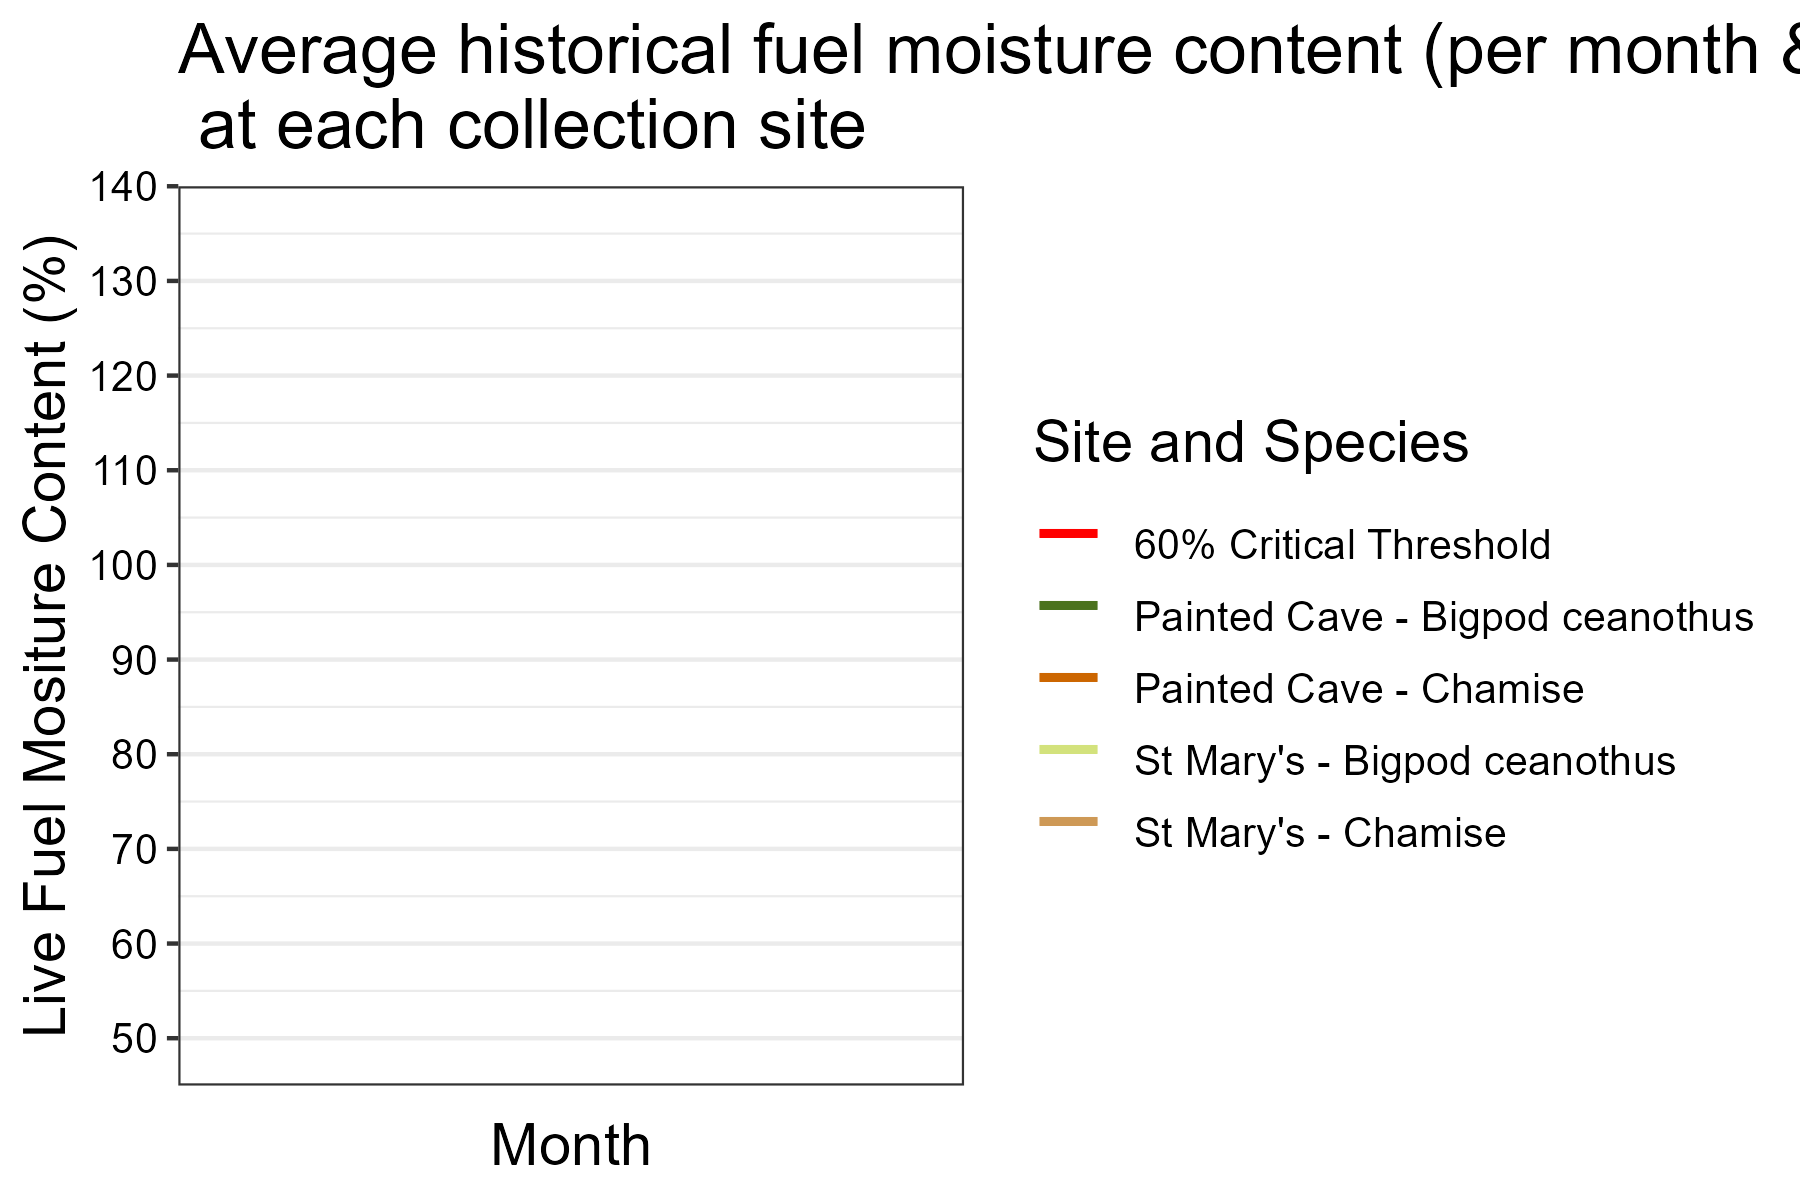 Average historical fuel moisture content (per month &
at each collection site
Live Fuel Mositure Content (%)
140
130
120
110
100
90
80
70
60
50
Month
Site and Species
60% Critical Threshold
Painted Cave - Bigpod ceanothus
Painted Cave - Chamise
St Mary's - Bigpod ceanothus
St Mary's - Chamise